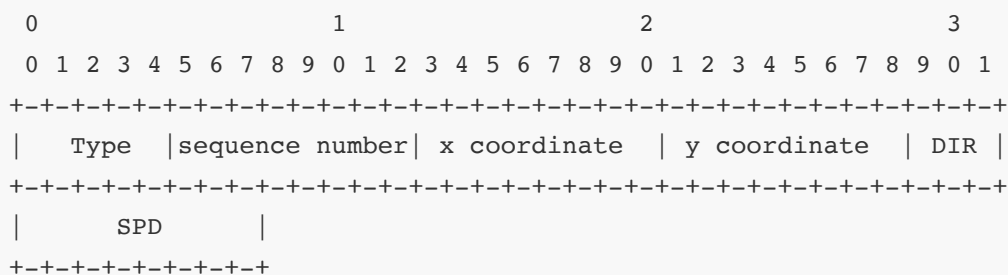 0                   1                   2                   3
0 1 2 3 4 5 6 7 8 9 0 1 2 3 4 5 6 7 8 9 0 1 2 3 4 5 6 7 8 9 0 1
+-+-+-+-+-+-+-+-+-+-+-+-+-+-+-+-+-+-+-+-+-+-+-+-+-+-+-+-+-+-+-+-+
|   Type  |sequence number| x coordinate  | y coordinate  | DIR |
+-+-+-+-+-+-+-+-+-+-+-+-+-+-+-+-+-+-+-+-+-+-+-+-+-+-+-+-+-+-+-+-+
|      SPD      |
+-+-+-+-+-+-+-+-+